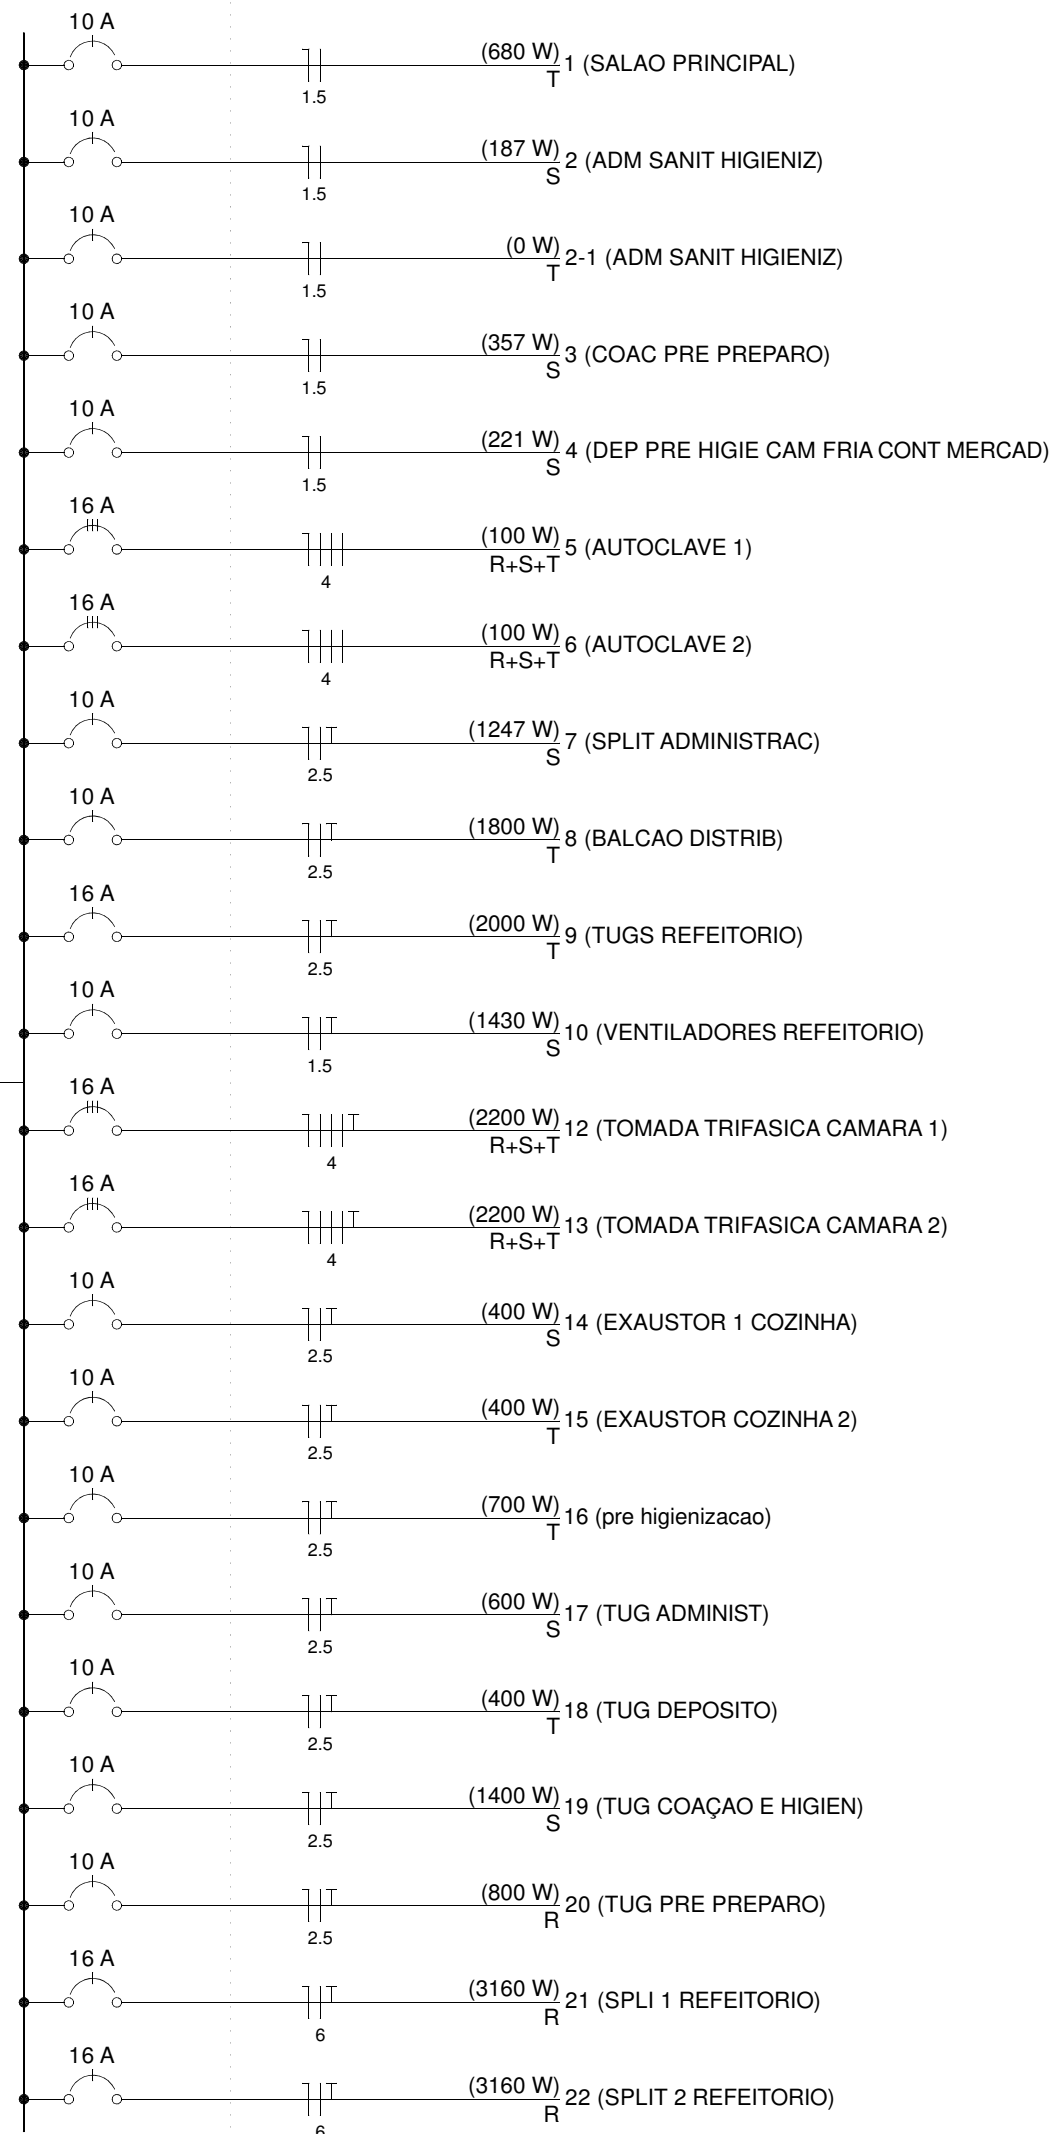 10 A
(680 W) 1 (SALAO PRINCIPAL)
T
1.5
10 A
(187 W) 2 (ADM SANIT HIGIENIZ)
S
1.5
10 A
(0 W) 2-1 (ADM SANIT HIGIENIZ)
T
1.5
10 A
(357 W) 3 (COAC PRE PREPARO)
S
1.5
10 A
(221 W) 4 (DEP PRE HIGIE CAM FRIA CONT MERCAD)
S
1.5
16 A
(100 W) 5 (AUTOCLAVE 1)
R+S+T
4
16 A
(100 W) 6 (AUTOCLAVE 2)
R+S+T
4
10 A
(1247 W) 7 (SPLIT ADMINISTRAC)
S
2.5
10 A
(1800 W) 8 (BALCAO DISTRIB)
T
2.5
16 A
(2000 W) 9 (TUGS REFEITORIO)
T
2.5
10 A
(1430 W) 10 (VENTILADORES REFEITORIO)
S
1.5
16 A
(2200 W) 12 (TOMADA TRIFASICA CAMARA 1)
R+S+T
4
16 A
(2200 W) 13 (TOMADA TRIFASICA CAMARA 2)
R+S+T
4
10 A
(400 W) 14 (EXAUSTOR 1 COZINHA)
S
2.5
10 A
(400 W) 15 (EXAUSTOR COZINHA 2)
T
2.5
10 A
(700 W) 16 (pre higienizacao)
T
2.5
10 A
(600 W) 17 (TUG ADMINIST)
S
2.5
10 A
(400 W) 18 (TUG DEPOSITO)
T
2.5
10 A
(1400 W) 19 (TUG COAÇAO E HIGIEN)
S
2.5
10 A
(800 W) 20 (TUG PRE PREPARO)
R
2.5
16 A
(3160 W) 21 (SPLI 1 REFEITORIO)
R
6
16 A
(3160 W) 22 (SPLIT 2 REFEITORIO)
R
6